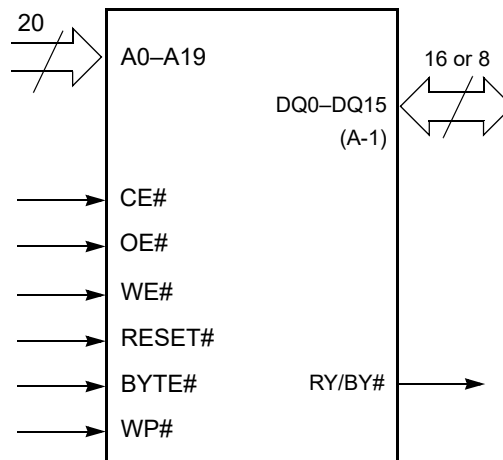 20
A0–A19
16 or 8
DQ0–DQ15
(A-1)
CE#
OE#
WE#
RESET#
BYTE#
RY/BY#
WP#